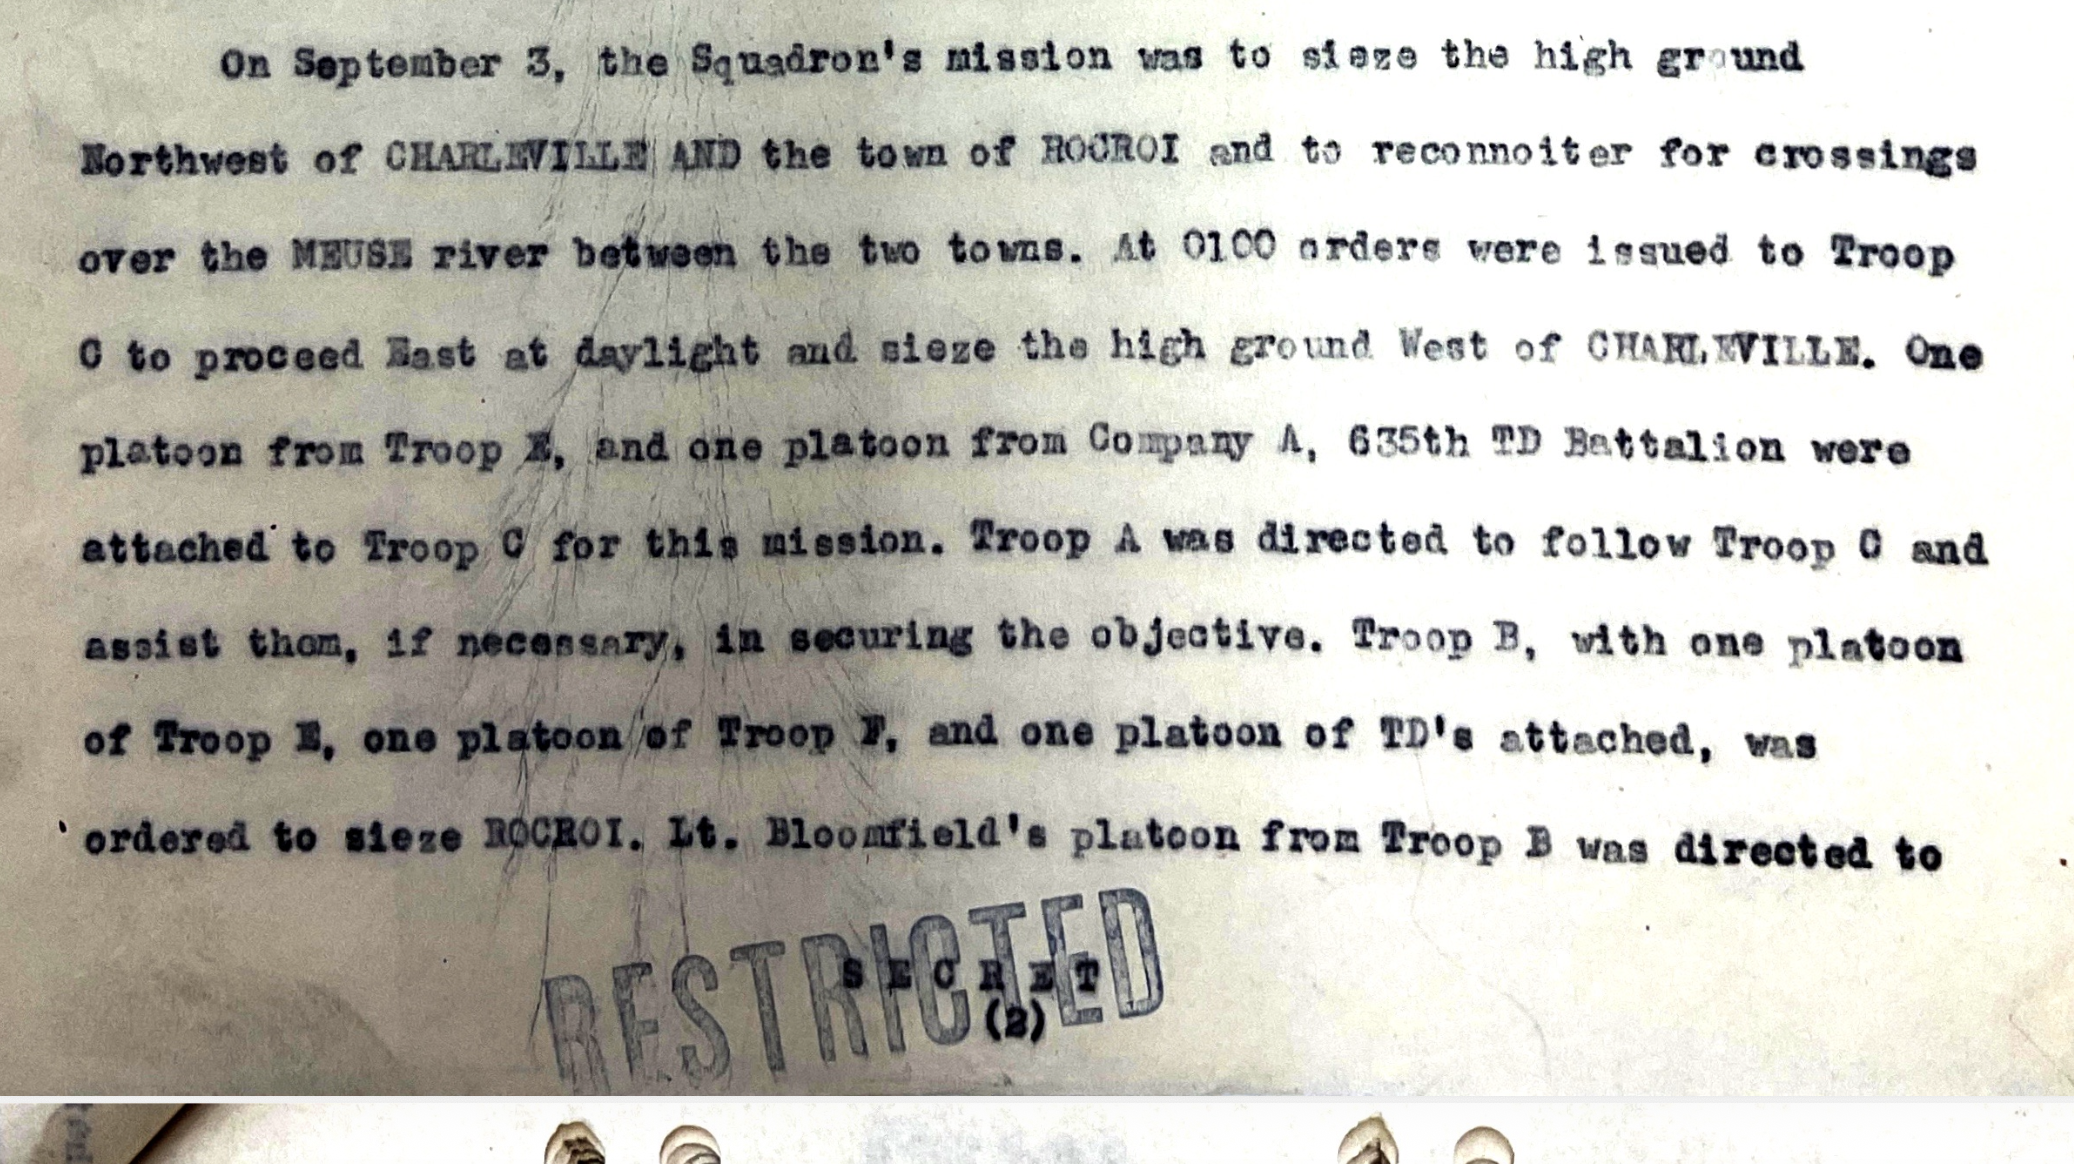 On September 3, the Squadron's mission was to sieze the high ground
Northwest of CHARLEVILLE AND the town of ROCROI and to reconnoiter for crossings
over the MEUSE river between the two towns. At 0100 orders were issued to Troop
C to proceed East at daylight and sieze the high ground West of CHARLEVILLE. One
platoon from Troop E, and one platoon from Company A, 635th TD Battalion were
attached to Troop C for this mission. Troop A was directed to follow Troop C and
assist them, if necessary, in securing the objective. Troop B, with one platoon
of Troop E, one platoon of Troop F, and one platoon of TD's attached, was
ordered to sieze ROCROI. Lt. Bloomfield's platoon from Troop B was directed to
RESTRICTED
S E C R E T
(2)